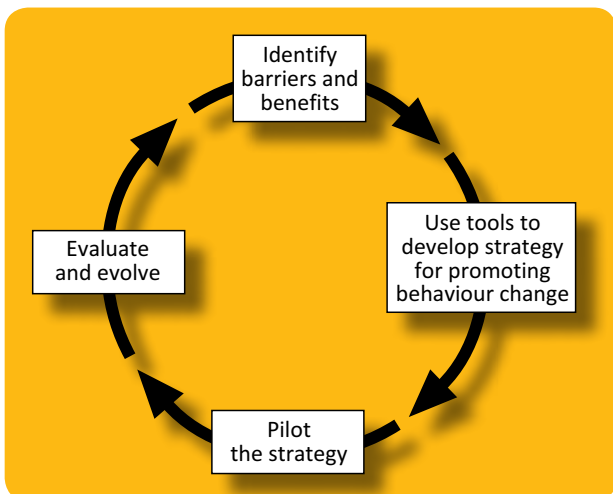 Identify
barriers and
benefits
Use tools to
develop strategy
for promoting
behaviour change
Pilot
the strategy
Evaluate
and evolve